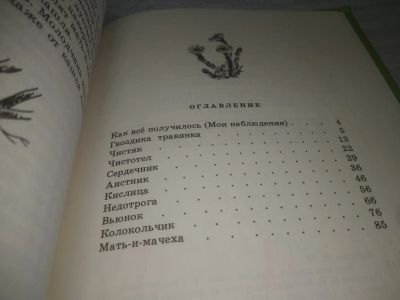 ОГЛАВЛЕНИЕ
Как всё получилось (Мои наблюдения) . 4
Гвоздика травянка . . . . . 5
Чистяк . . . . . . . 13
Чистотел . . . . . . . 22
Сердечник . . . . . . . 29
Аистник . . . . . . . 36
Кислица . . . . . . . 46
Недотрога . . . . . . . 56
Вьюнок . . . . . . . 66
Колокольчик . . . . . . 76
Мать-и-мачеха . . . . . . 85